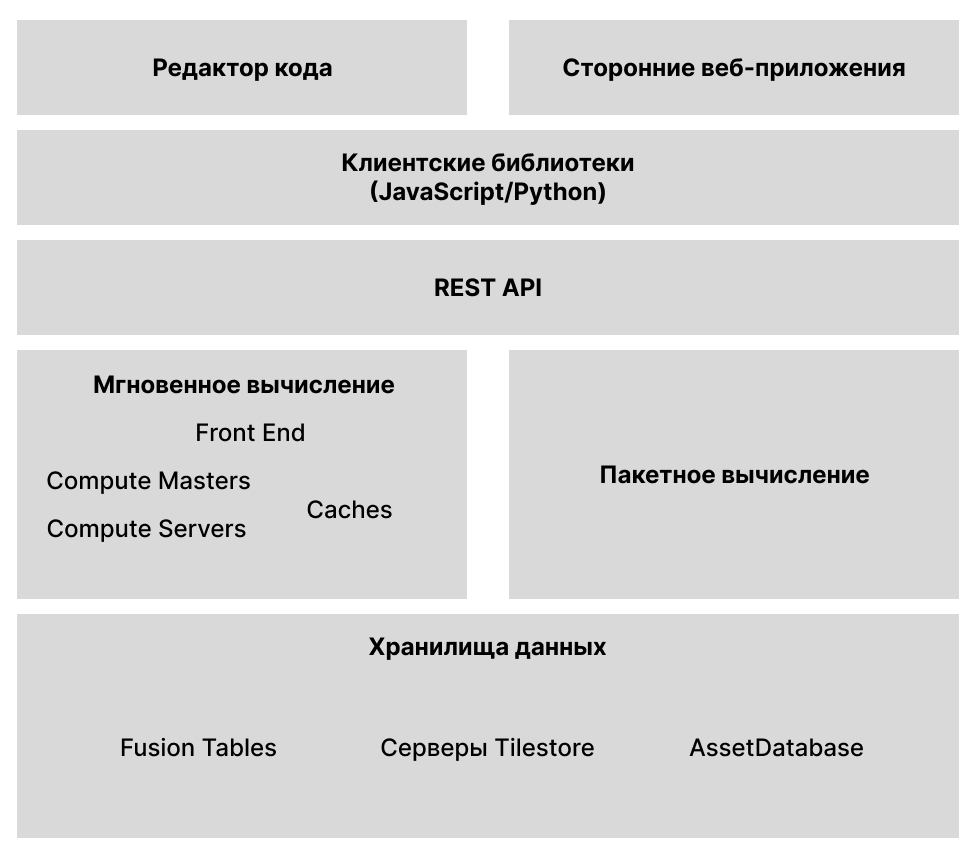 Редактор кода
Сторонние веб-приложения
Клиентские библиотеки
(JavaScript/Python)
REST API
Мгновенное вычисление
Front End
Compute Masters
Caches
Compute Servers
Пакетное вычисление
Хранилища данных
Fusion Tables
Серверы Tilestore
AssetDatabase